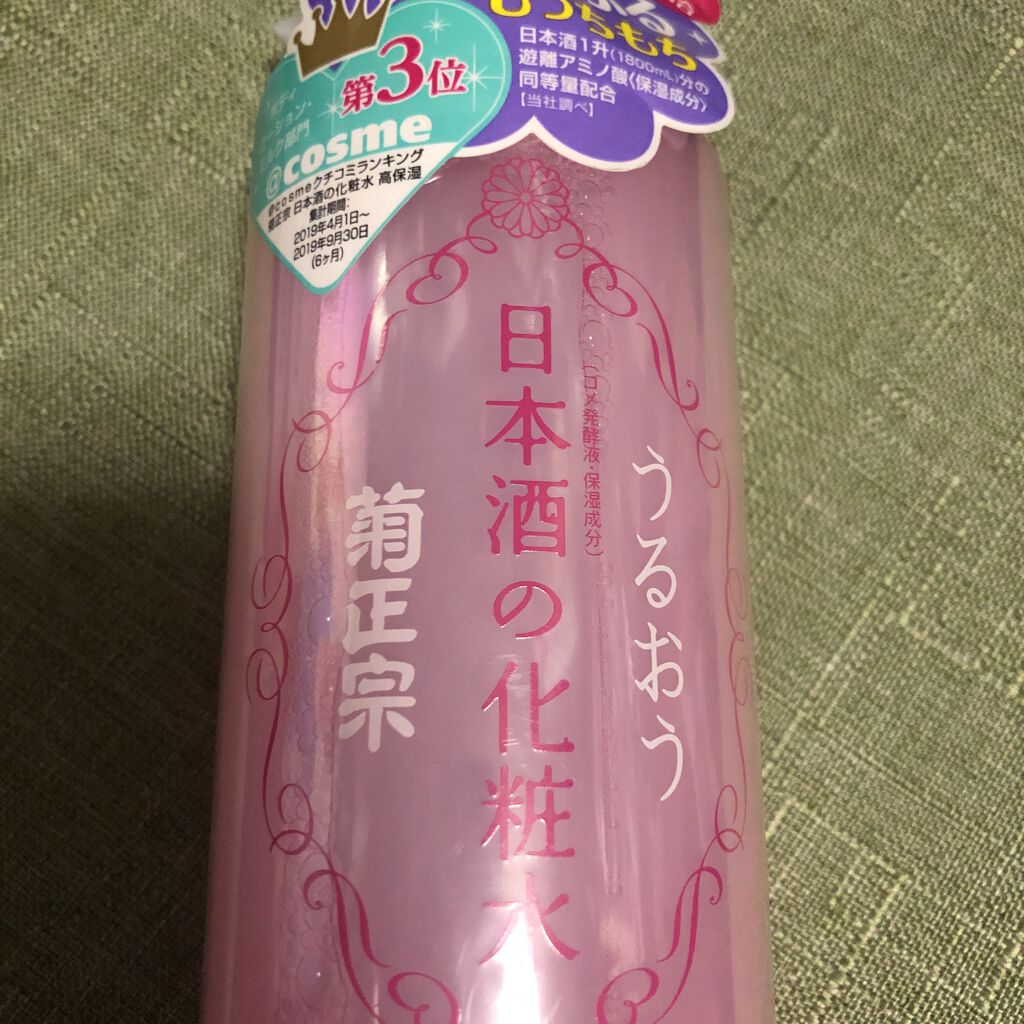 第3位
@cosme
@cosmeクチコミランキング
菊正宗 日本酒の化粧水 高保湿
集計期間:
2019年4月1日~
2019年9月30日
(6ヶ月)
もっちもち
日本酒1升(1800mL)分の
遊離アミノ酸〈保湿成分〉
同等量配合
【当社調べ】
うるおう
(コメ発酵液・保湿成分)
日本酒の化粧水
菊正宗